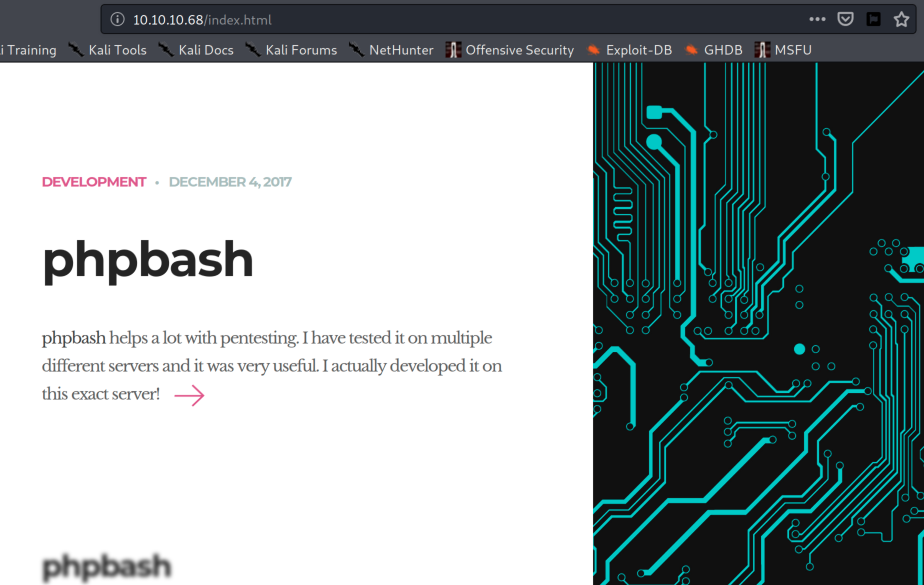 10.10.10.68/index.html
i Training Kali Tools Kali Docs Kali Forums NetHunter Offensive Security Exploit-DB GHDB MSFU
DEVELOPMENT • DECEMBER 4, 2017
phpbash
phpbash helps a lot with pentesting. I have tested it on multiple
different servers and it was very useful. I actually developed it on
this exact server!
phpbash